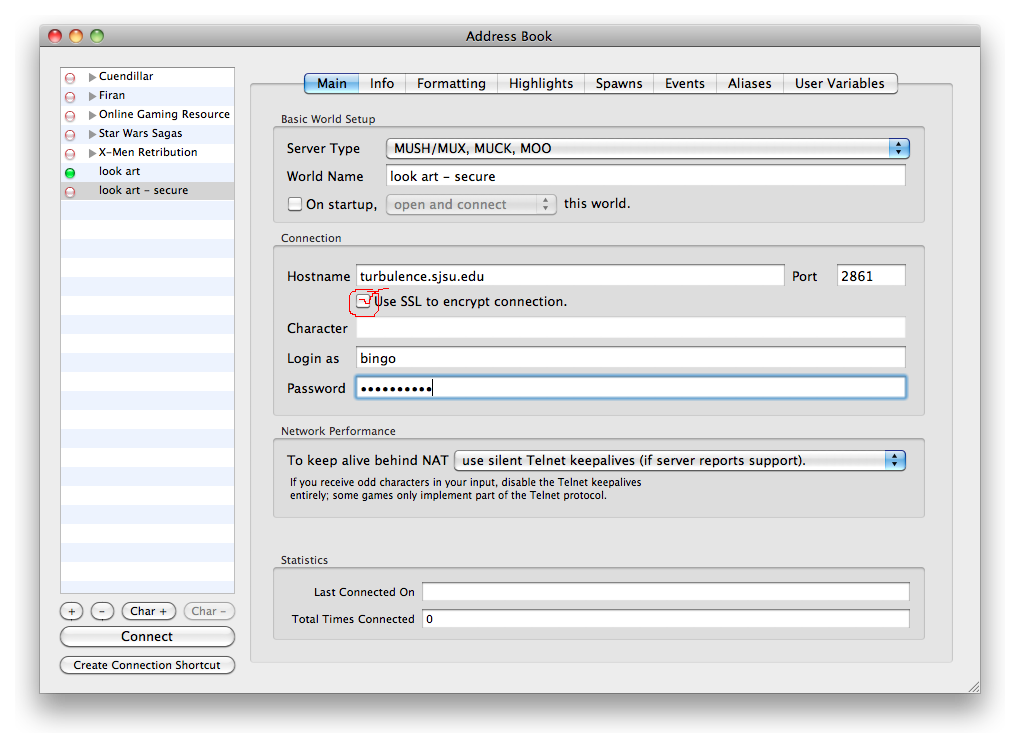 Address Book
Cuendillar
Firan
Online Gaming Resource
Star Wars Sagas
X-Men Retribution
look art
look art - secure
+ - Char + Char -
Connect
Create Connection Shortcut
Main Info Formatting Highlights Spawns Events Aliases User Variables
Basic World Setup
Server Type MUSH/MUX, MUCK, MOO
World Name look art - secure
On startup, open and connect this world.
Connection
Hostname turbulence.sjsu.edu Port 2861
Use SSL to encrypt connection.
Character
Login as bingo
Password ••••••••••
Network Performance
To keep alive behind NAT use silent Telnet keepalives (if server reports support).
If you receive odd characters in your input, disable the Telnet keepalives
entirely; some games only implement part of the Telnet protocol.
Statistics
Last Connected On
Total Times Connected 0